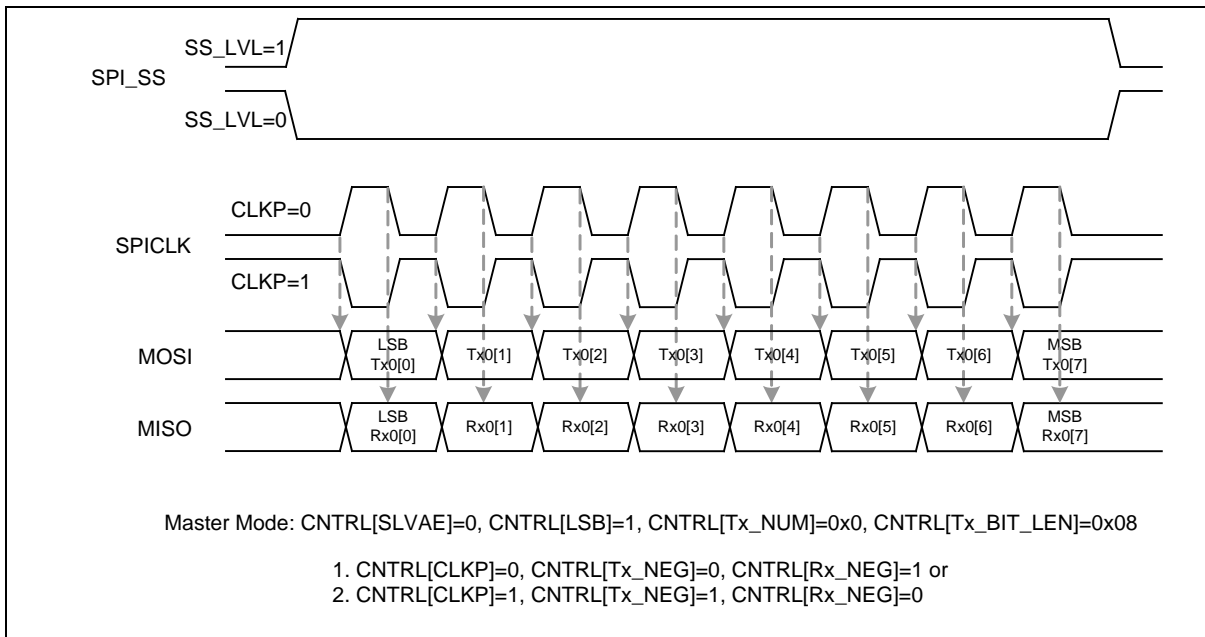 SS_LVL=1
SPI_SS
SS_LVL=0
CLKP=0
SPICLK
CLKP=1
MOSI
LSB
Tx0[0]
Tx0[1]
Tx0[2]
Tx0[3]
Tx0[4]
Tx0[5]
Tx0[6]
MSB
Tx0[7]
MISO
LSB
Rx0[0]
Rx0[1]
Rx0[2]
Rx0[3]
Rx0[4]
Rx0[5]
Rx0[6]
MSB
Rx0[7]
Master Mode: CNTRL[SLVAE]=0, CNTRL[LSB]=1, CNTRL[Tx_NUM]=0x0, CNTRL[Tx_BIT_LEN]=0x08
1. CNTRL[CLKP]=0, CNTRL[Tx_NEG]=0, CNTRL[Rx_NEG]=1 or
2. CNTRL[CLKP]=1, CNTRL[Tx_NEG]=1, CNTRL[Rx_NEG]=0